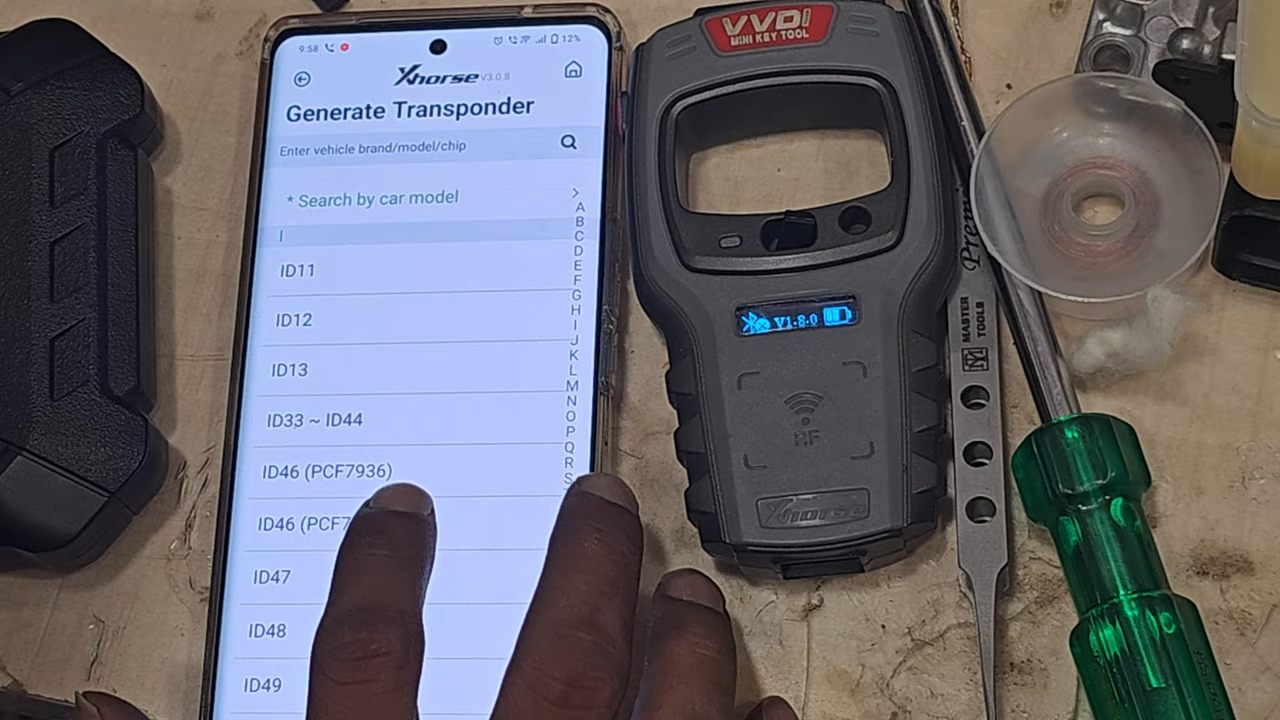 9:58
12%
Xhorse V3.0.8
Generate Transponder
Enter vehicle brand/model/chip
* Search by car model
I
ID11
ID12
ID13
ID33 ~ ID44
ID46 (PCF7936)
ID46 (PCF7
ID47
ID48
ID49
>
A
B
C
D
E
F
G
H
I
J
K
L
M
N
O
P
Q
R
S
VVDI
MINI KEY TOOL
V1.8.0
RF
Xhorse
MASTER
TOOLS